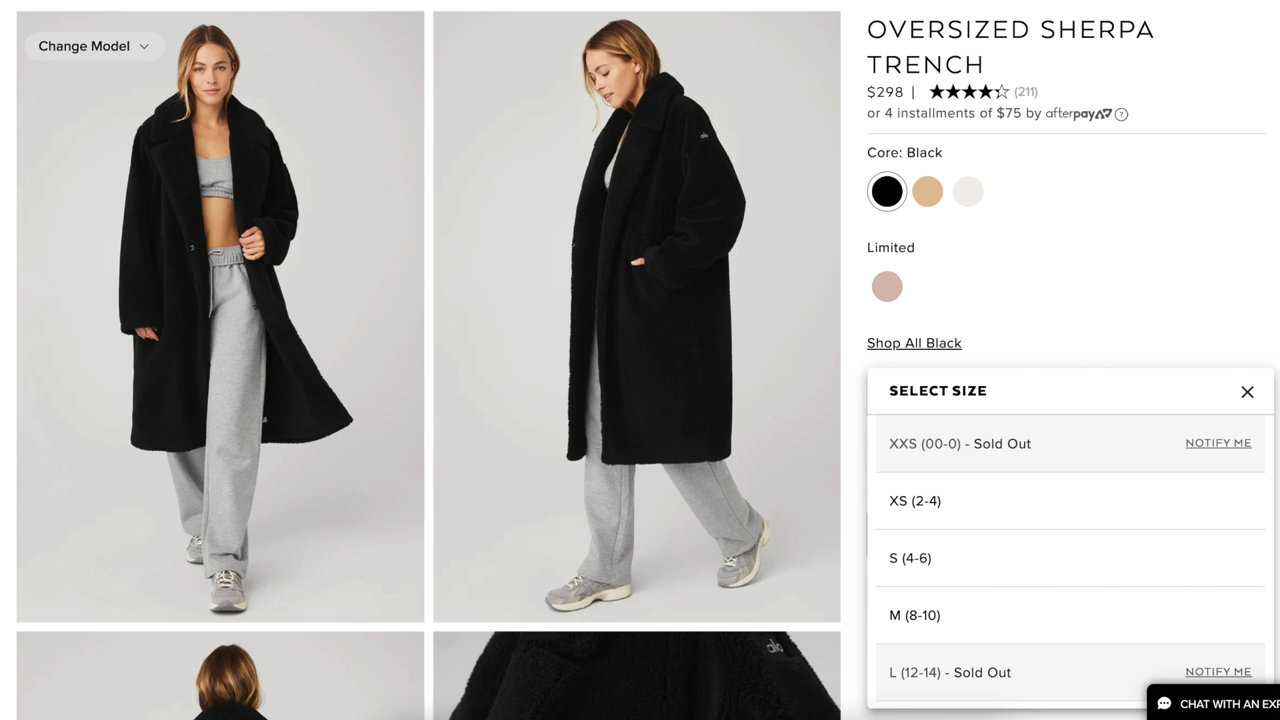 Change Model
OVERSIZED SHERPA
TRENCH
$298 | ★★★★☆ (211)
or 4 installments of $75 by afterpay ?
Core: Black
Limited
Shop All Black
SELECT SIZE
XXS (00-0) - Sold Out NOTIFY ME
XS (2-4)
S (4-6)
M (8-10)
L (12-14) - Sold Out NOTIFY ME
CHAT WITH AN EXP
alo
alo